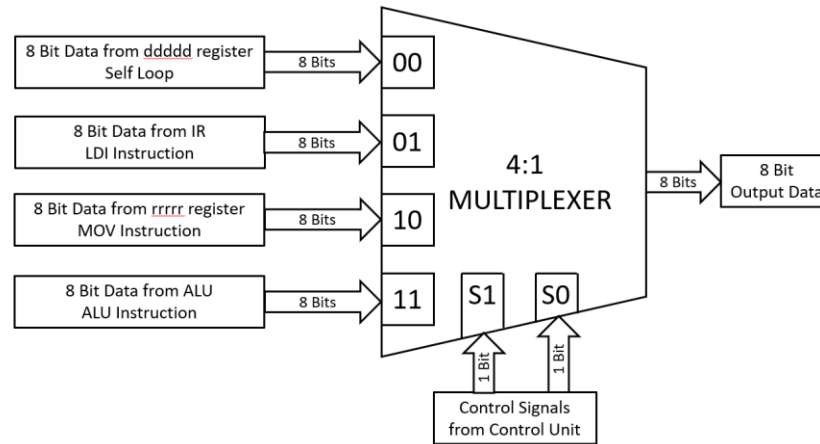 8 Bit Data from ddddd register
Self Loop
8 Bits
00
8 Bit Data from IR
LDI Instruction
8 Bits
01
8 Bit Data from rrrrr register
MOV Instruction
8 Bits
10
8 Bit Data from ALU
ALU Instruction
8 Bits
11
4:1
MULTIPLEXER
8 Bits
8 Bit
Output Data
S1
S0
1 Bit
1 Bit
Control Signals
from Control Unit